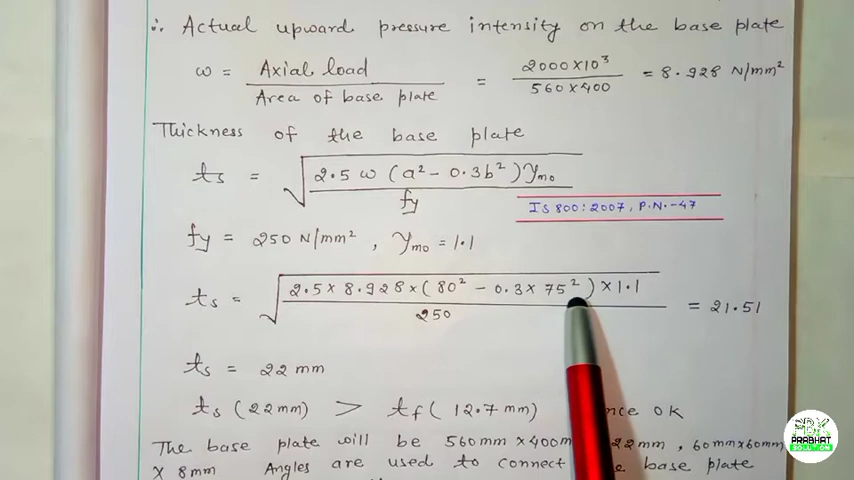 ∴ Actual upward pressure intensity on the base plate
w = Axial load / Area of base plate = 2000×10³ / 560×400 = 8.928 N/mm²
Thickness of the base plate
ts = √(2.5 w (a² - 0.3b²) γmo / fy)
IS 800:2007, P.N.-47
fy = 250 N/mm², γmo = 1.1
ts = √(2.5 × 8.928 × (80² - 0.3 × 75²) × 1.1 / 250) = 21.51
ts = 22 mm
ts (22mm) > tf (12.7 mm) OK
The base plate will be 560mm × 400m 22mm, 60mm×60mm
× 8mm Angles are used to connect base plate
PRABHAT
SOLUTION